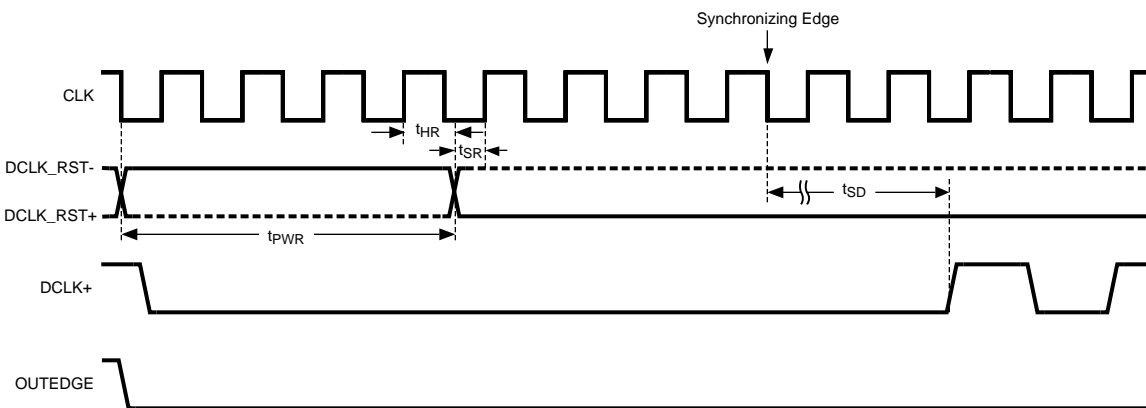 Synchronizing Edge
CLK
tHR
tSR
DCLK_RST-
DCLK_RST+
tSD
tPWR
DCLK+
OUTEDGE